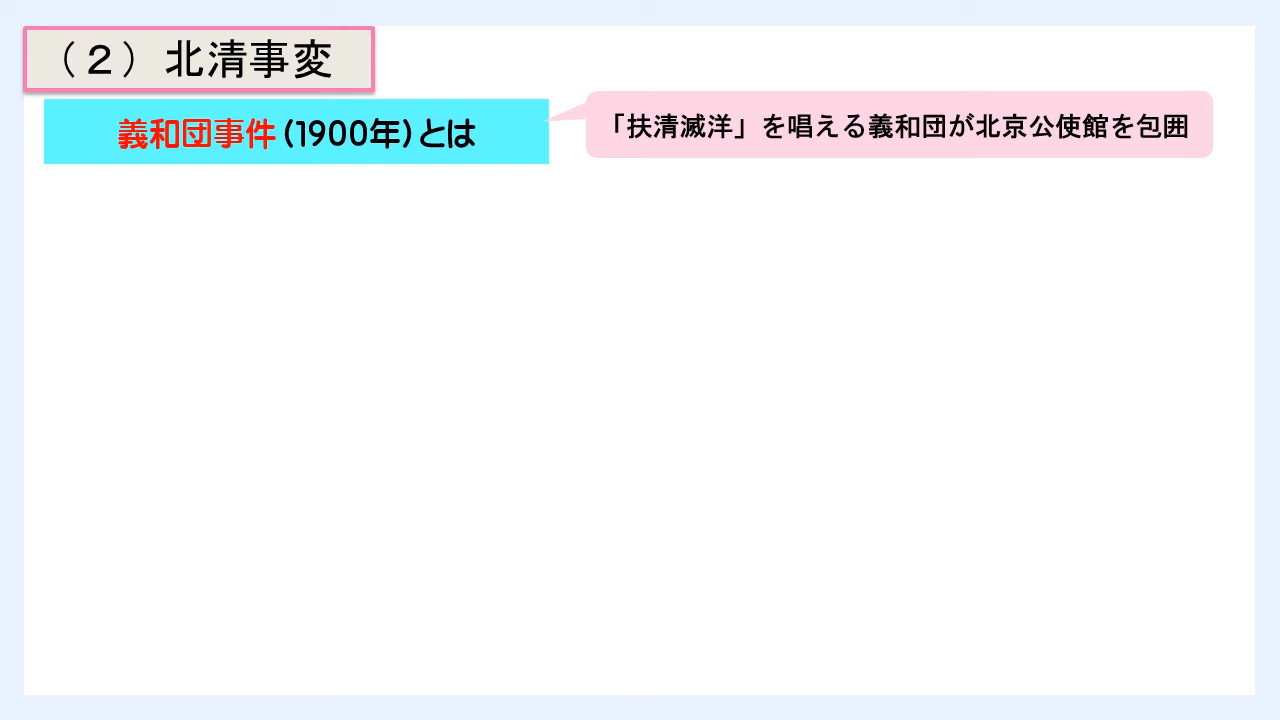 （２）北清事変
義和団事件（1900年）とは
「扶清滅洋」を唱える義和団が北京公使館を包囲